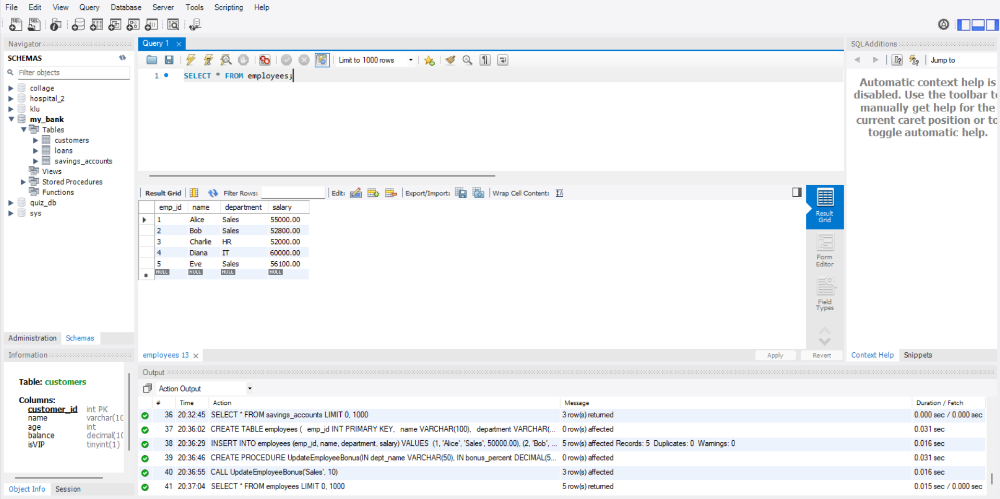 File Edit View Query Database Server Tools Scripting Help
Navigator
SCHEMAS
Filter objects
collage
hospital_2
klu
my_bank
Tables
customers
loans
savings_accounts
Views
Stored Procedures
Functions
quiz_db
sys
Administration Schemas
Information
Table: customers
Columns:
customer_id int PK
name varchar(10
age int
balance decimal(10
isVIP tinyint(1)
Object Info Session
Query 1
Limit to 1000 rows
1 SELECT * FROM employees;
Result Grid Filter Rows: Edit: Export/Import: Wrap Cell Content:
emp_id name department salary
1 Alice Sales 55000.00
2 Bob Sales 52800.00
3 Charlie HR 52000.00
4 Diana IT 60000.00
5 Eve Sales 56100.00
NULL NULL NULL NULL
Result
Grid
Form
Editor
Field
Types
employees 13 Apply Revert
Output
Action Output
# Time Action Message Duration / Fetch
36 20:32:45 SELECT * FROM savings_accounts LIMIT 0, 1000 3 row(s) returned 0.000 sec / 0.000 sec
37 20:36:02 CREATE TABLE employees ( emp_id INT PRIMARY KEY, name VARCHAR(100), department VARCHAR(... 0 row(s) affected 0.031 sec
38 20:36:29 INSERT INTO employees (emp_id, name, department, salary) VALUES (1, 'Alice', 'Sales', 50000.00), (2, 'Bob', ... 5 row(s) affected Records: 5 Duplicates: 0 Warnings: 0 0.016 sec
39 20:36:46 CREATE PROCEDURE UpdateEmployeeBonus(IN dept_name VARCHAR(50), IN bonus_percent DECIMAL(5... 0 row(s) affected 0.031 sec
40 20:36:55 CALL UpdateEmployeeBonus('Sales', 10) 3 row(s) affected 0.016 sec
41 20:37:04 SELECT * FROM employees LIMIT 0, 1000 5 row(s) returned 0.015 sec / 0.000 sec
SQLAdditions
Jump to
Automatic context help is
disabled. Use the toolbar to
manually get help for the
current caret position or to
toggle automatic help.
Context Help Snippets